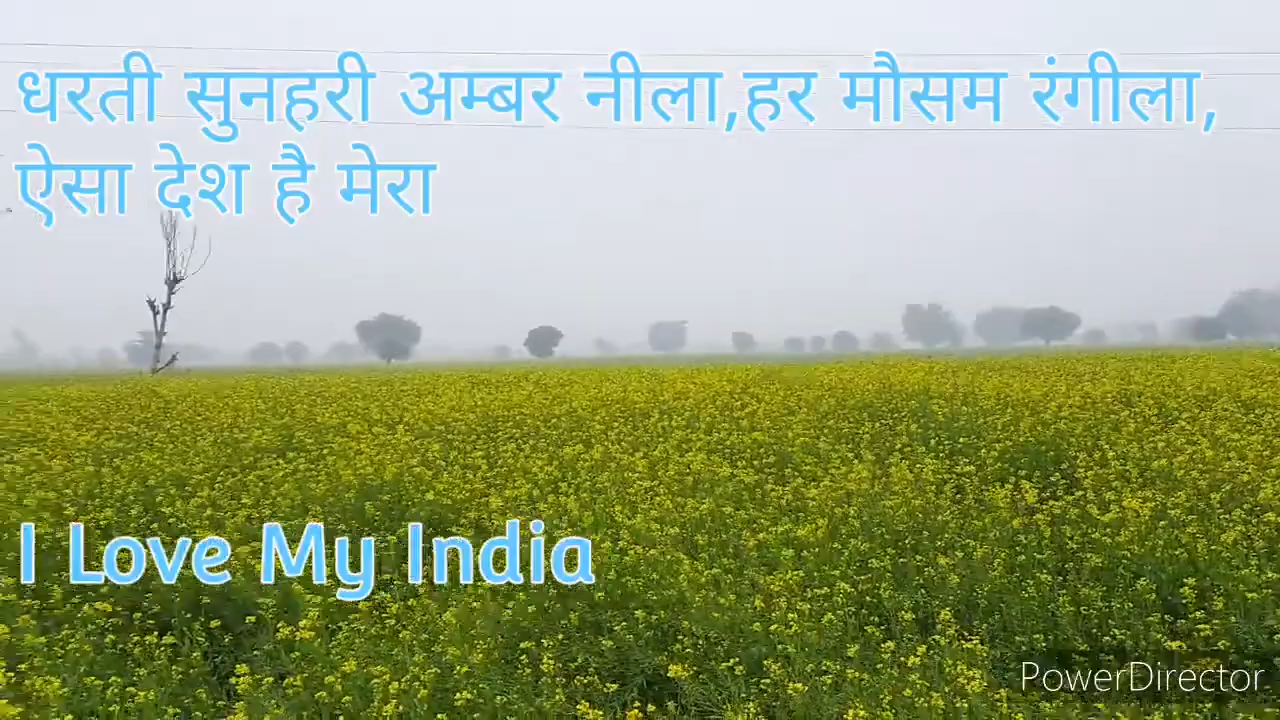 धरती सुनहरी अम्बर नीला,हर मौसम रंगीला,
ऐसा देश है मेरा
I Love My India
PowerDirector